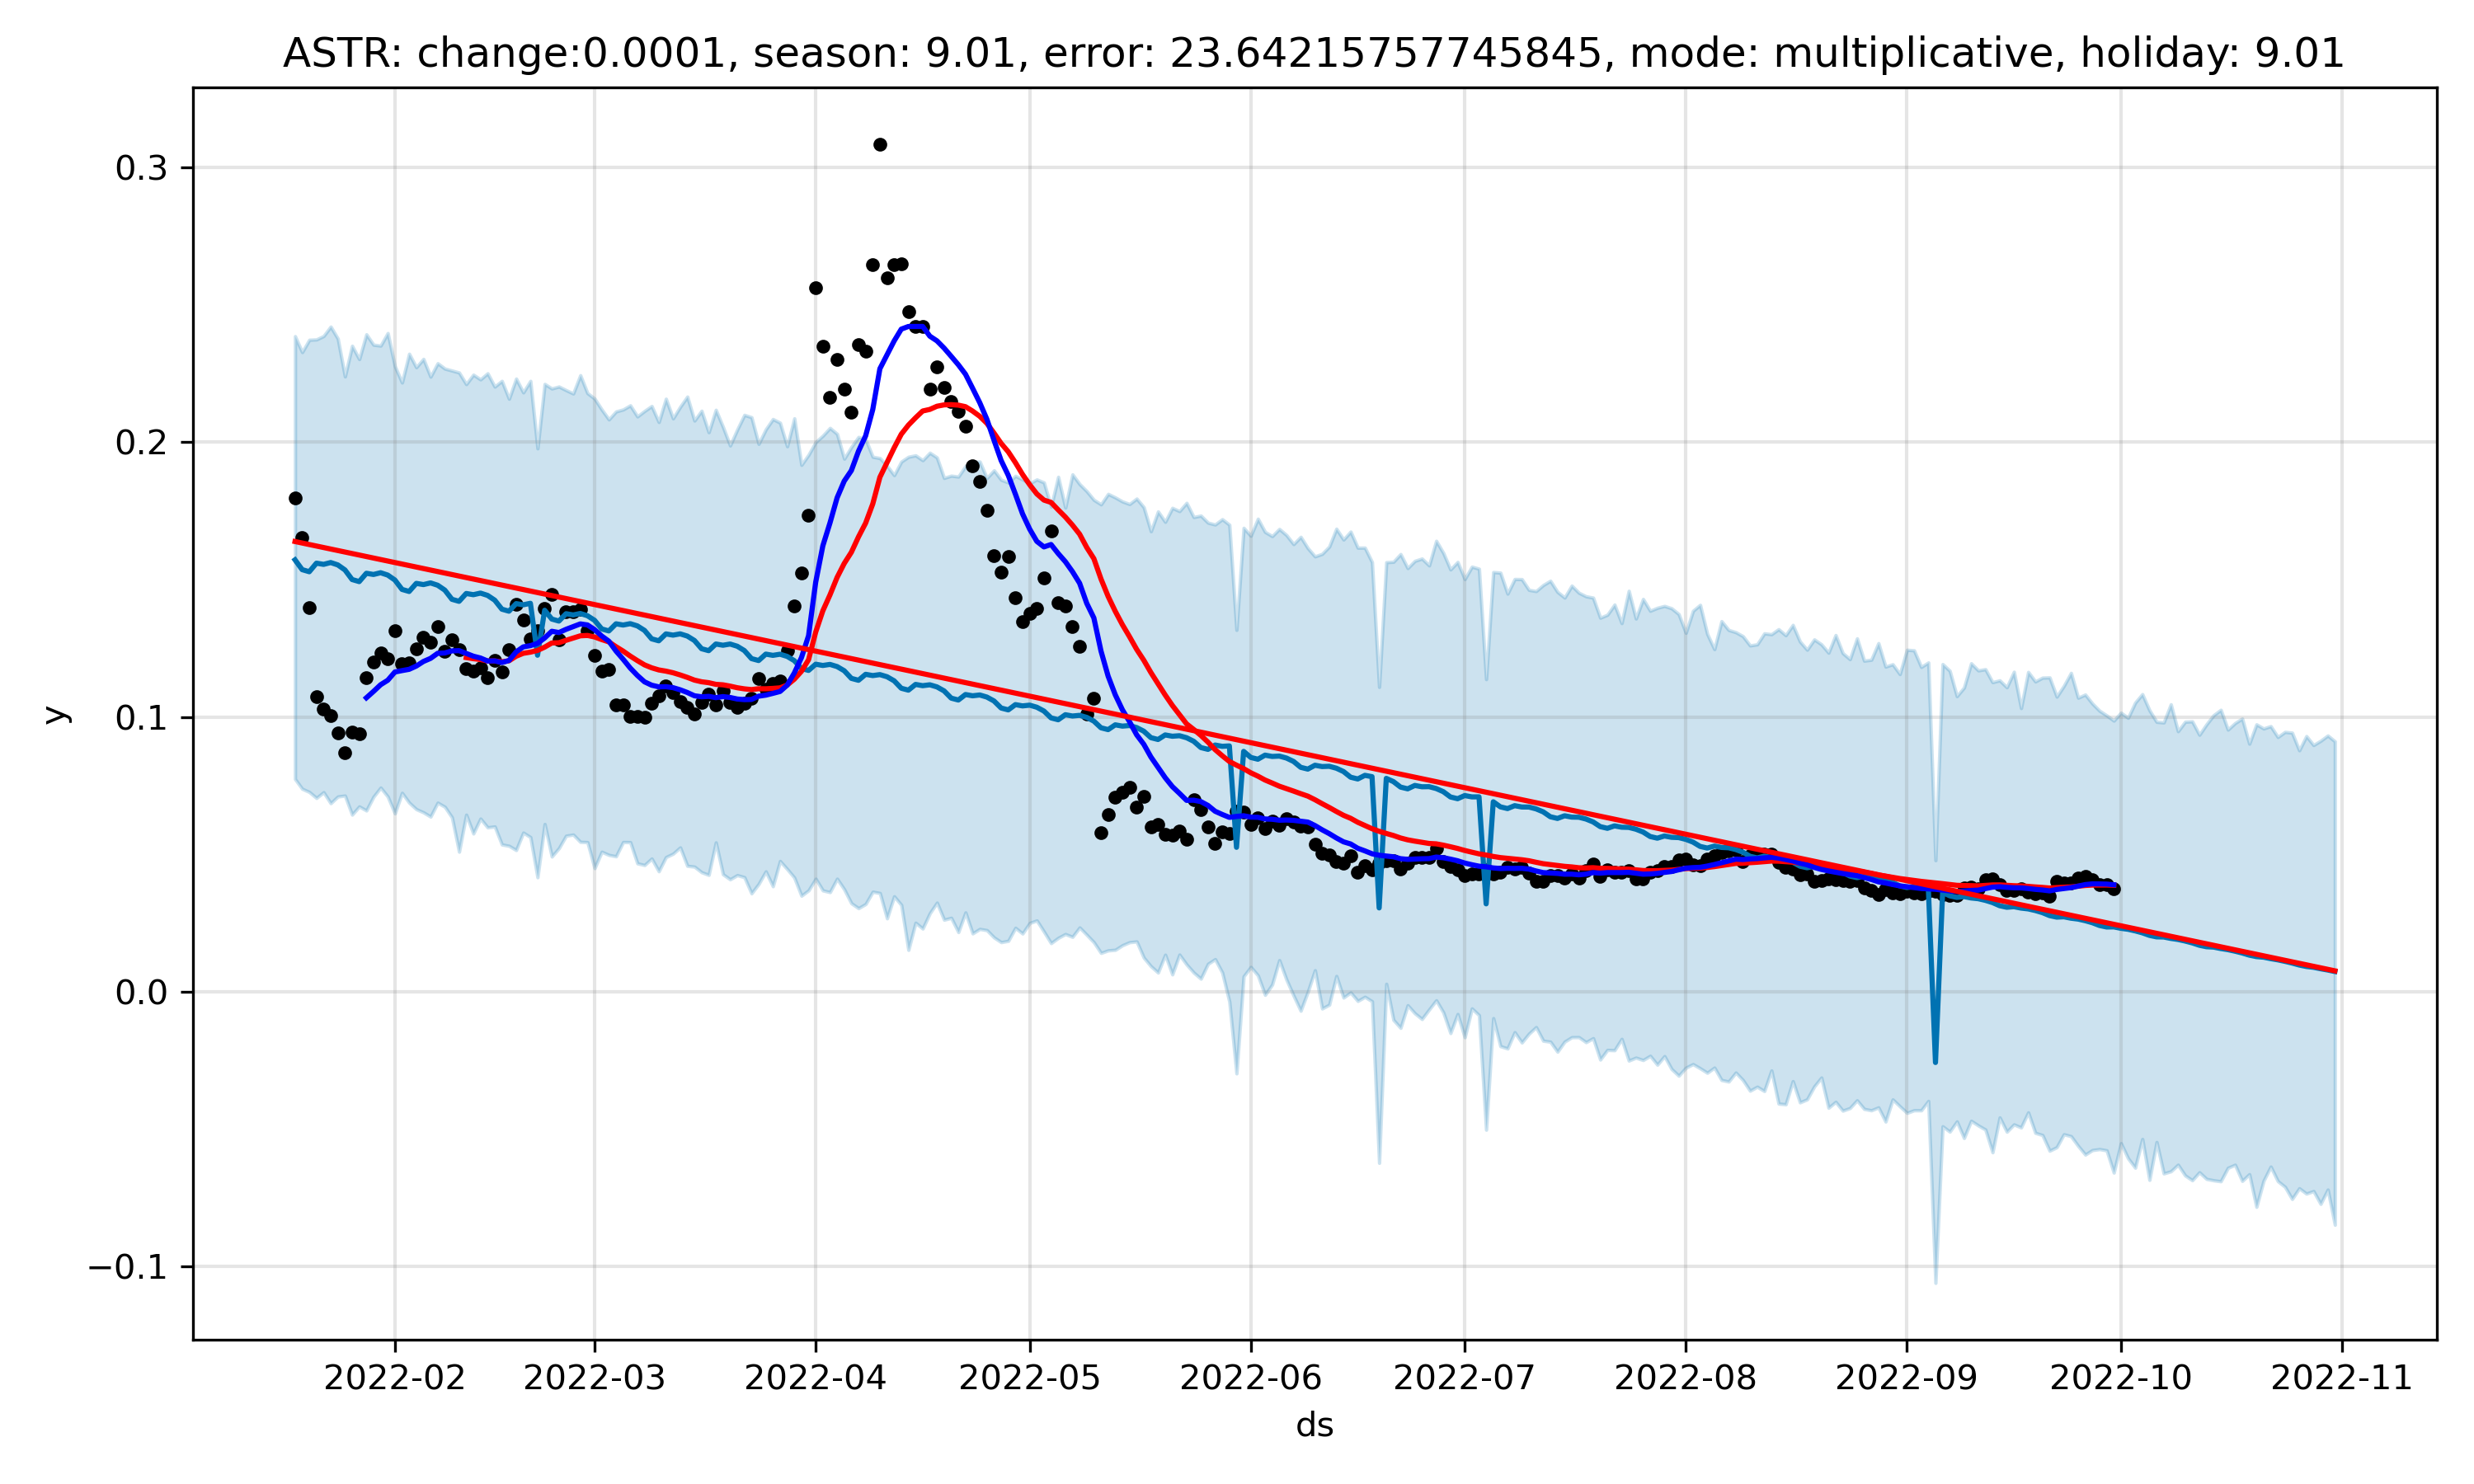 ASTR: change:0.0001, season: 9.01, error: 23.64215757745845, mode: multiplicative, holiday: 9.01
0.3
0.2
0.1
0.0
−0.1
y
2022-02 2022-03 2022-04 2022-05 2022-06 2022-07 2022-08 2022-09 2022-10 2022-11
ds